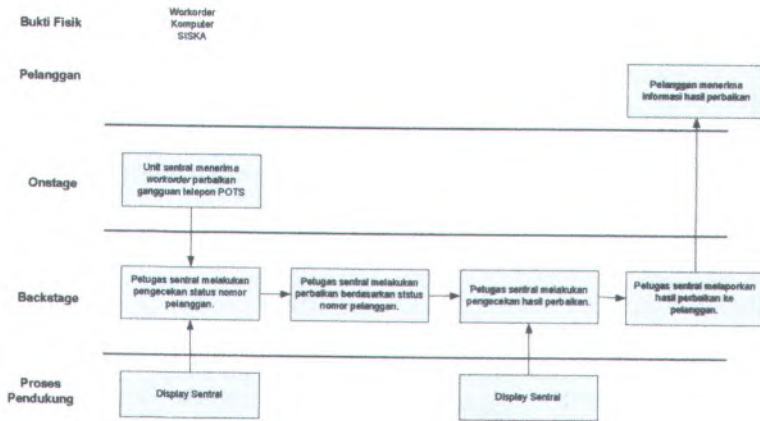 Bukti Fisik
Workorder
Komputer
SISKA
Pelanggan
Pelanggan menerima
informasi hasil perbaikan
Onstage
Unit sentral menerima
workorder perbaikan
gangguan telepon POTS
Backstage
Petugas sentral melakukan
pengecekan status nomor
pelanggan.
Petugas sentral melakukan
perbaikan berdasarkan status
nomor pelanggan.
Petugas sentral melakukan
pengecekan hasil perbaikan.
Petugas sentral melaporkan
hasil perbaikan ke
pelanggan.
Proses
Pendukung
Display Sentral
Display Sentral